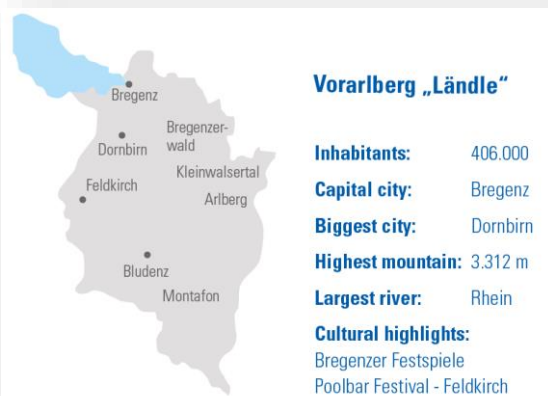 Bregenz
Bregenzer-
wald
Dornbirn
Kleinwalsertal
Feldkirch
Arlberg
Bludenz
Montafon
Vorarlberg „Ländle“
Inhabitants: 406.000
Capital city: Bregenz
Biggest city: Dornbirn
Highest mountain: 3.312 m
Largest river: Rhein
Cultural highlights:
Bregenzer Festspiele
Poolbar Festival - Feldkirch